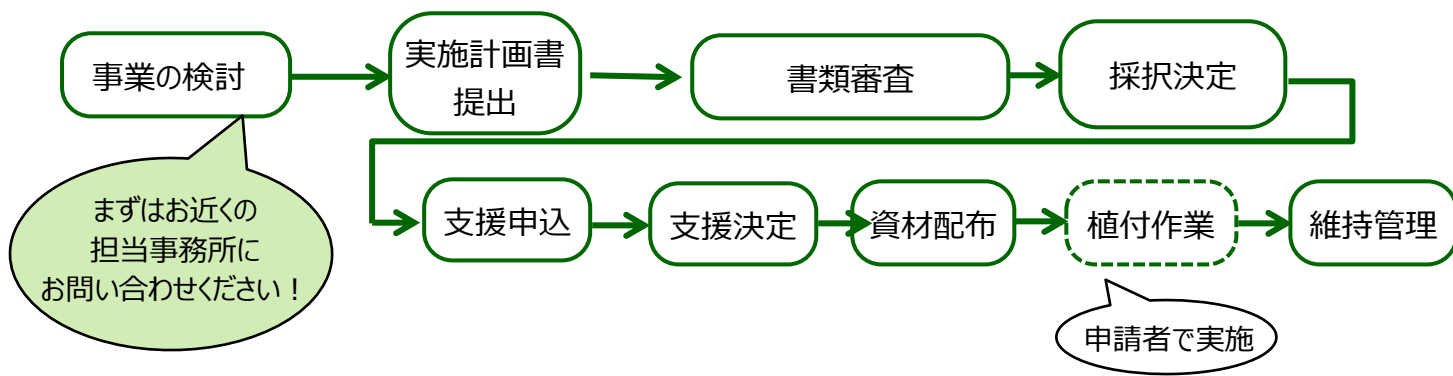 事業の検討
実施計画書
提出
書類審査
採択決定
まずはお近くの
担当事務所に
お問い合わせください！
支援申込
支援決定
資材配布
植付作業
維持管理
申請者で実施